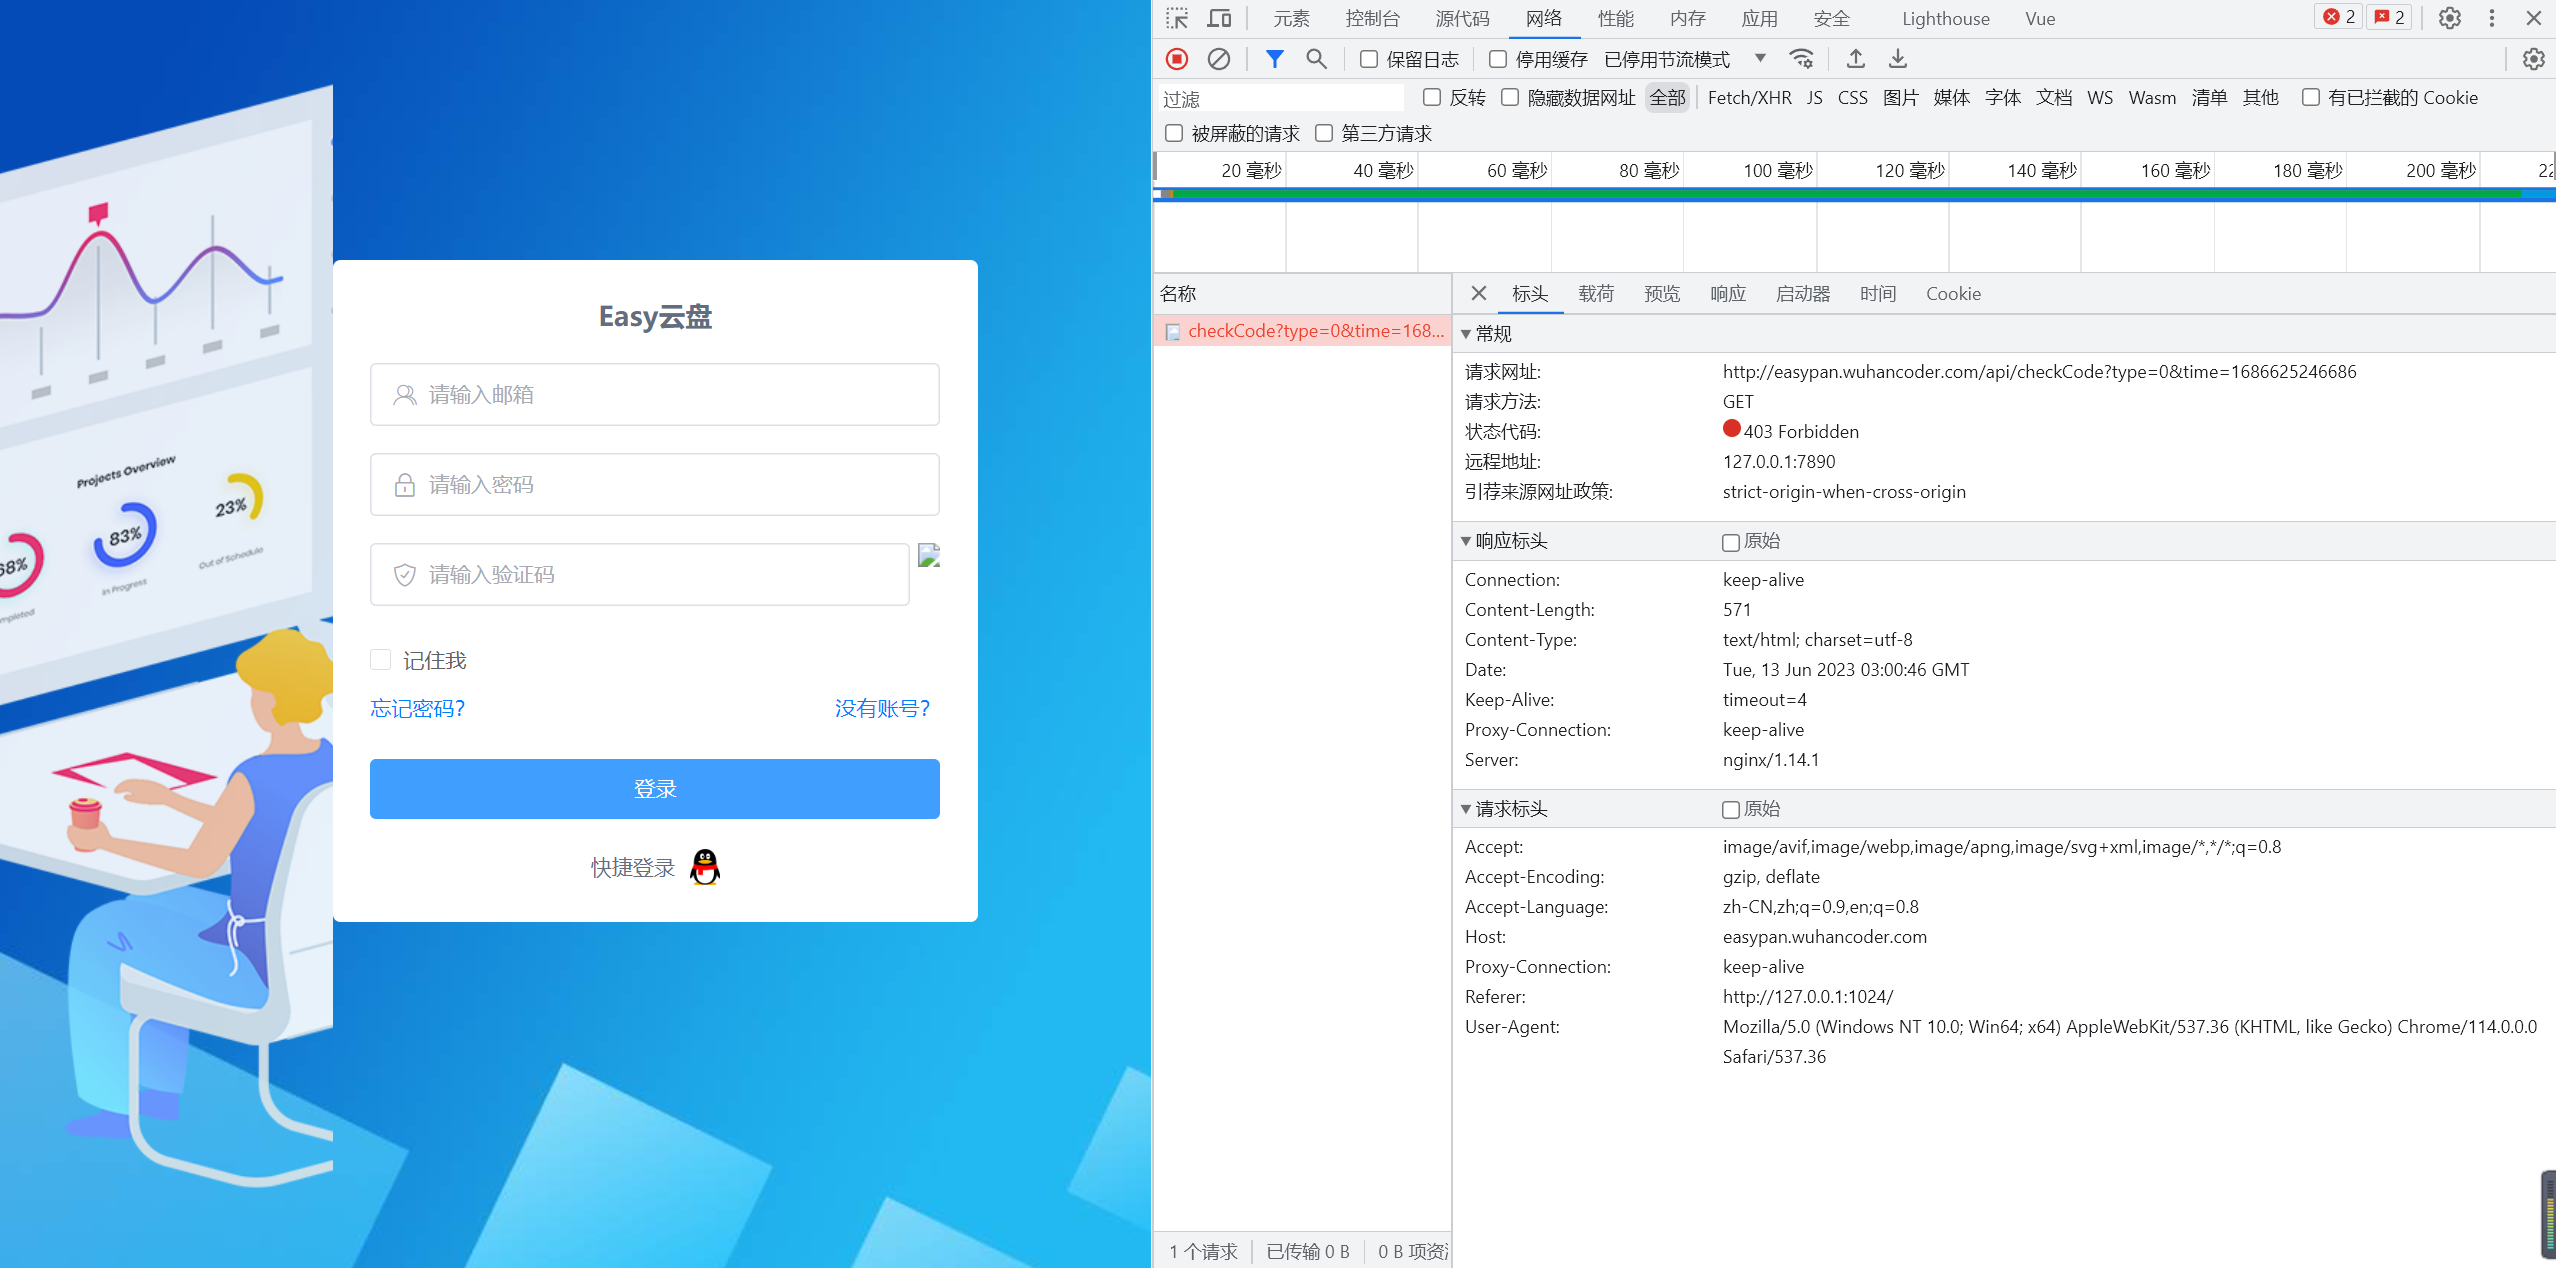 Projects Overview
68%
83%
23%
Completed
In Progress
Out of Schedule
Easy云盘
请输入邮箱
请输入密码
请输入验证码
记住我
忘记密码？ 没有账号？
登录
快捷登录
元素 控制台 源代码 网络 性能 内存 应用 安全 Lighthouse Vue 2 2
保留日志 停用缓存 已停用节流模式
过滤 反转 隐藏数据网址 全部 Fetch/XHR JS CSS 图片 媒体 字体 文档 WS Wasm 清单 其他 有已拦截的 Cookie
被屏蔽的请求 第三方请求
20 毫秒 40 毫秒 60 毫秒 80 毫秒 100 毫秒 120 毫秒 140 毫秒 160 毫秒 180 毫秒 200 毫秒
名称
checkCode?type=0&time=168...
1 个请求 已传输 0 B 0 B 项资
标头 载荷 预览 响应 启动器 时间 Cookie
常规
请求网址: http://easypan.wuhancoder.com/api/checkCode?type=0&time=1686625246686
请求方法: GET
状态代码: 403 Forbidden
远程地址: 127.0.0.1:7890
引荐来源网址政策: strict-origin-when-cross-origin
响应标头 原始
Connection: keep-alive
Content-Length: 571
Content-Type: text/html; charset=utf-8
Date: Tue, 13 Jun 2023 03:00:46 GMT
Keep-Alive: timeout=4
Proxy-Connection: keep-alive
Server: nginx/1.14.1
请求标头 原始
Accept: image/avif,image/webp,image/apng,image/svg+xml,image/*,*/*;q=0.8
Accept-Encoding: gzip, deflate
Accept-Language: zh-CN,zh;q=0.9,en;q=0.8
Host: easypan.wuhancoder.com
Proxy-Connection: keep-alive
Referer: http://127.0.0.1:1024/
User-Agent: Mozilla/5.0 (Windows NT 10.0; Win64; x64) AppleWebKit/537.36 (KHTML, like Gecko) Chrome/114.0.0.0
Safari/537.36